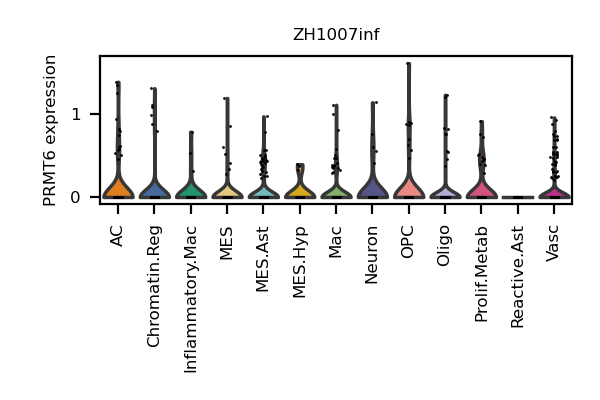 ZH1007inf
PRMT6 expression
1
0
AC
Chromatin.Reg
Inflammatory.Mac
MES
MES.Ast
MES.Hyp
Mac
Neuron
OPC
Oligo
Prolif.Metab
Reactive.Ast
Vasc